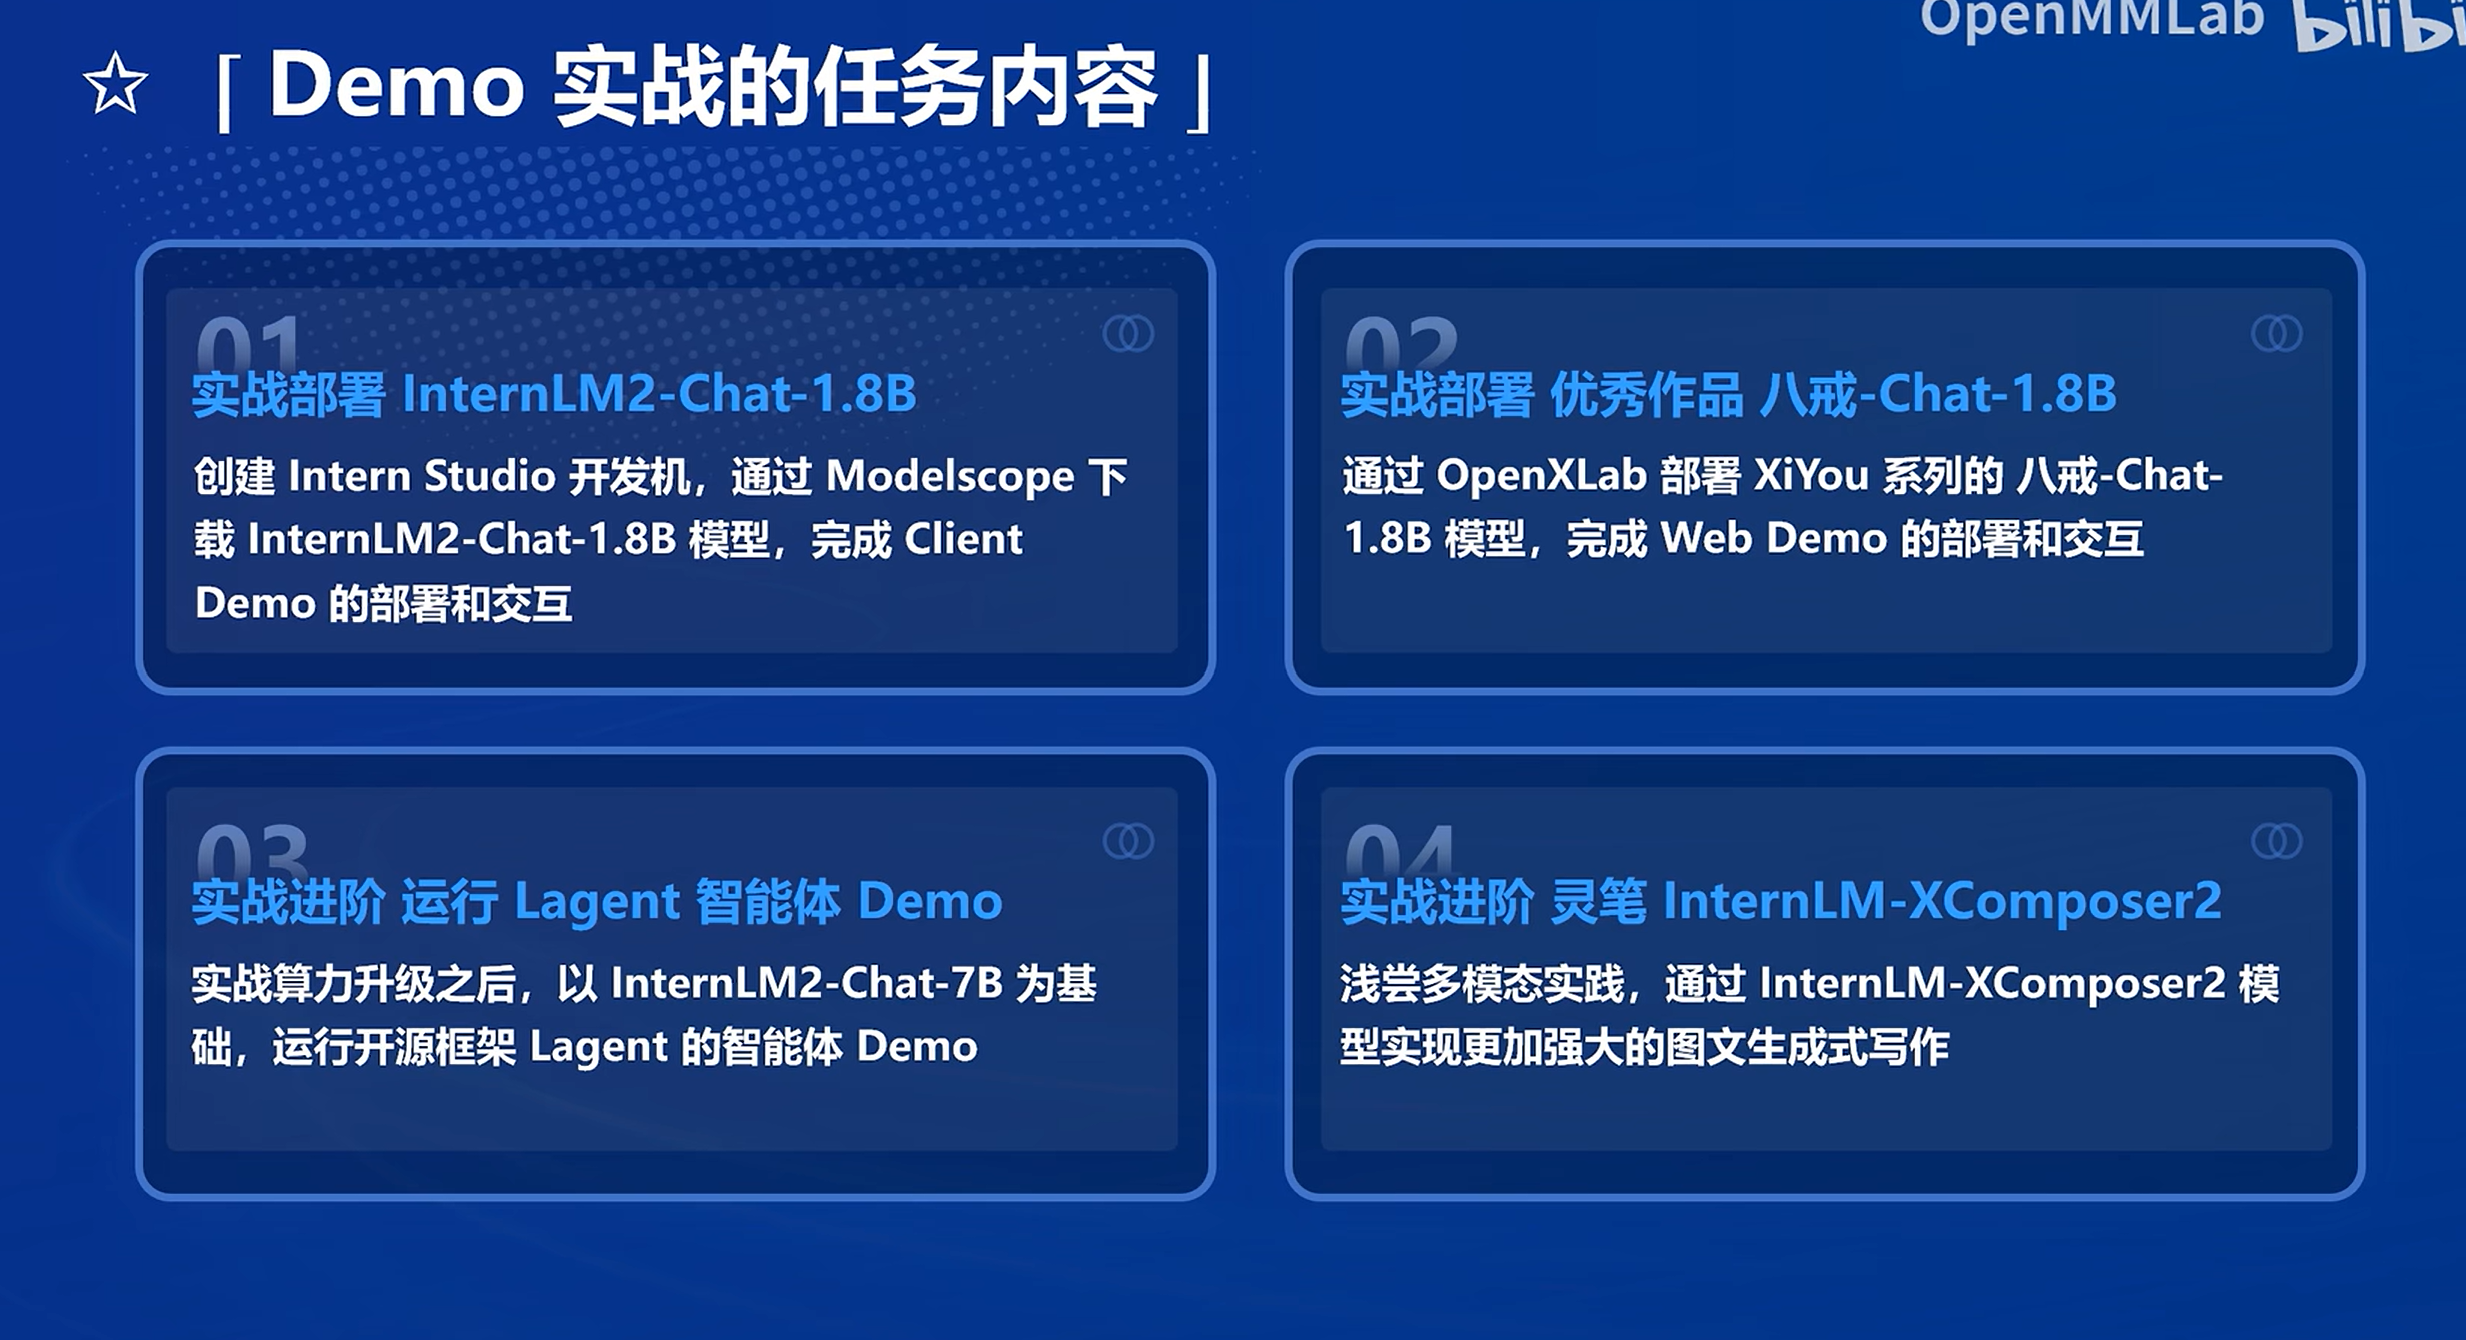 OpenMMLab bilibi
☆ 「 Demo 实战的任务内容 」
01
实战部署 InternLM2-Chat-1.8B
创建 Intern Studio 开发机，通过 Modelscope 下
载 InternLM2-Chat-1.8B 模型，完成 Client
Demo 的部署和交互
02
实战部署 优秀作品 八戒-Chat-1.8B
通过 OpenXLab 部署 XiYou 系列的 八戒-Chat-
1.8B 模型，完成 Web Demo 的部署和交互
03
实战进阶 运行 Lagent 智能体 Demo
实战算力升级之后，以 InternLM2-Chat-7B 为基
础，运行开源框架 Lagent 的智能体 Demo
04
实战进阶 灵笔 InternLM-XComposer2
浅尝多模态实践，通过 InternLM-XComposer2 模
型实现更加强大的图文生成式写作